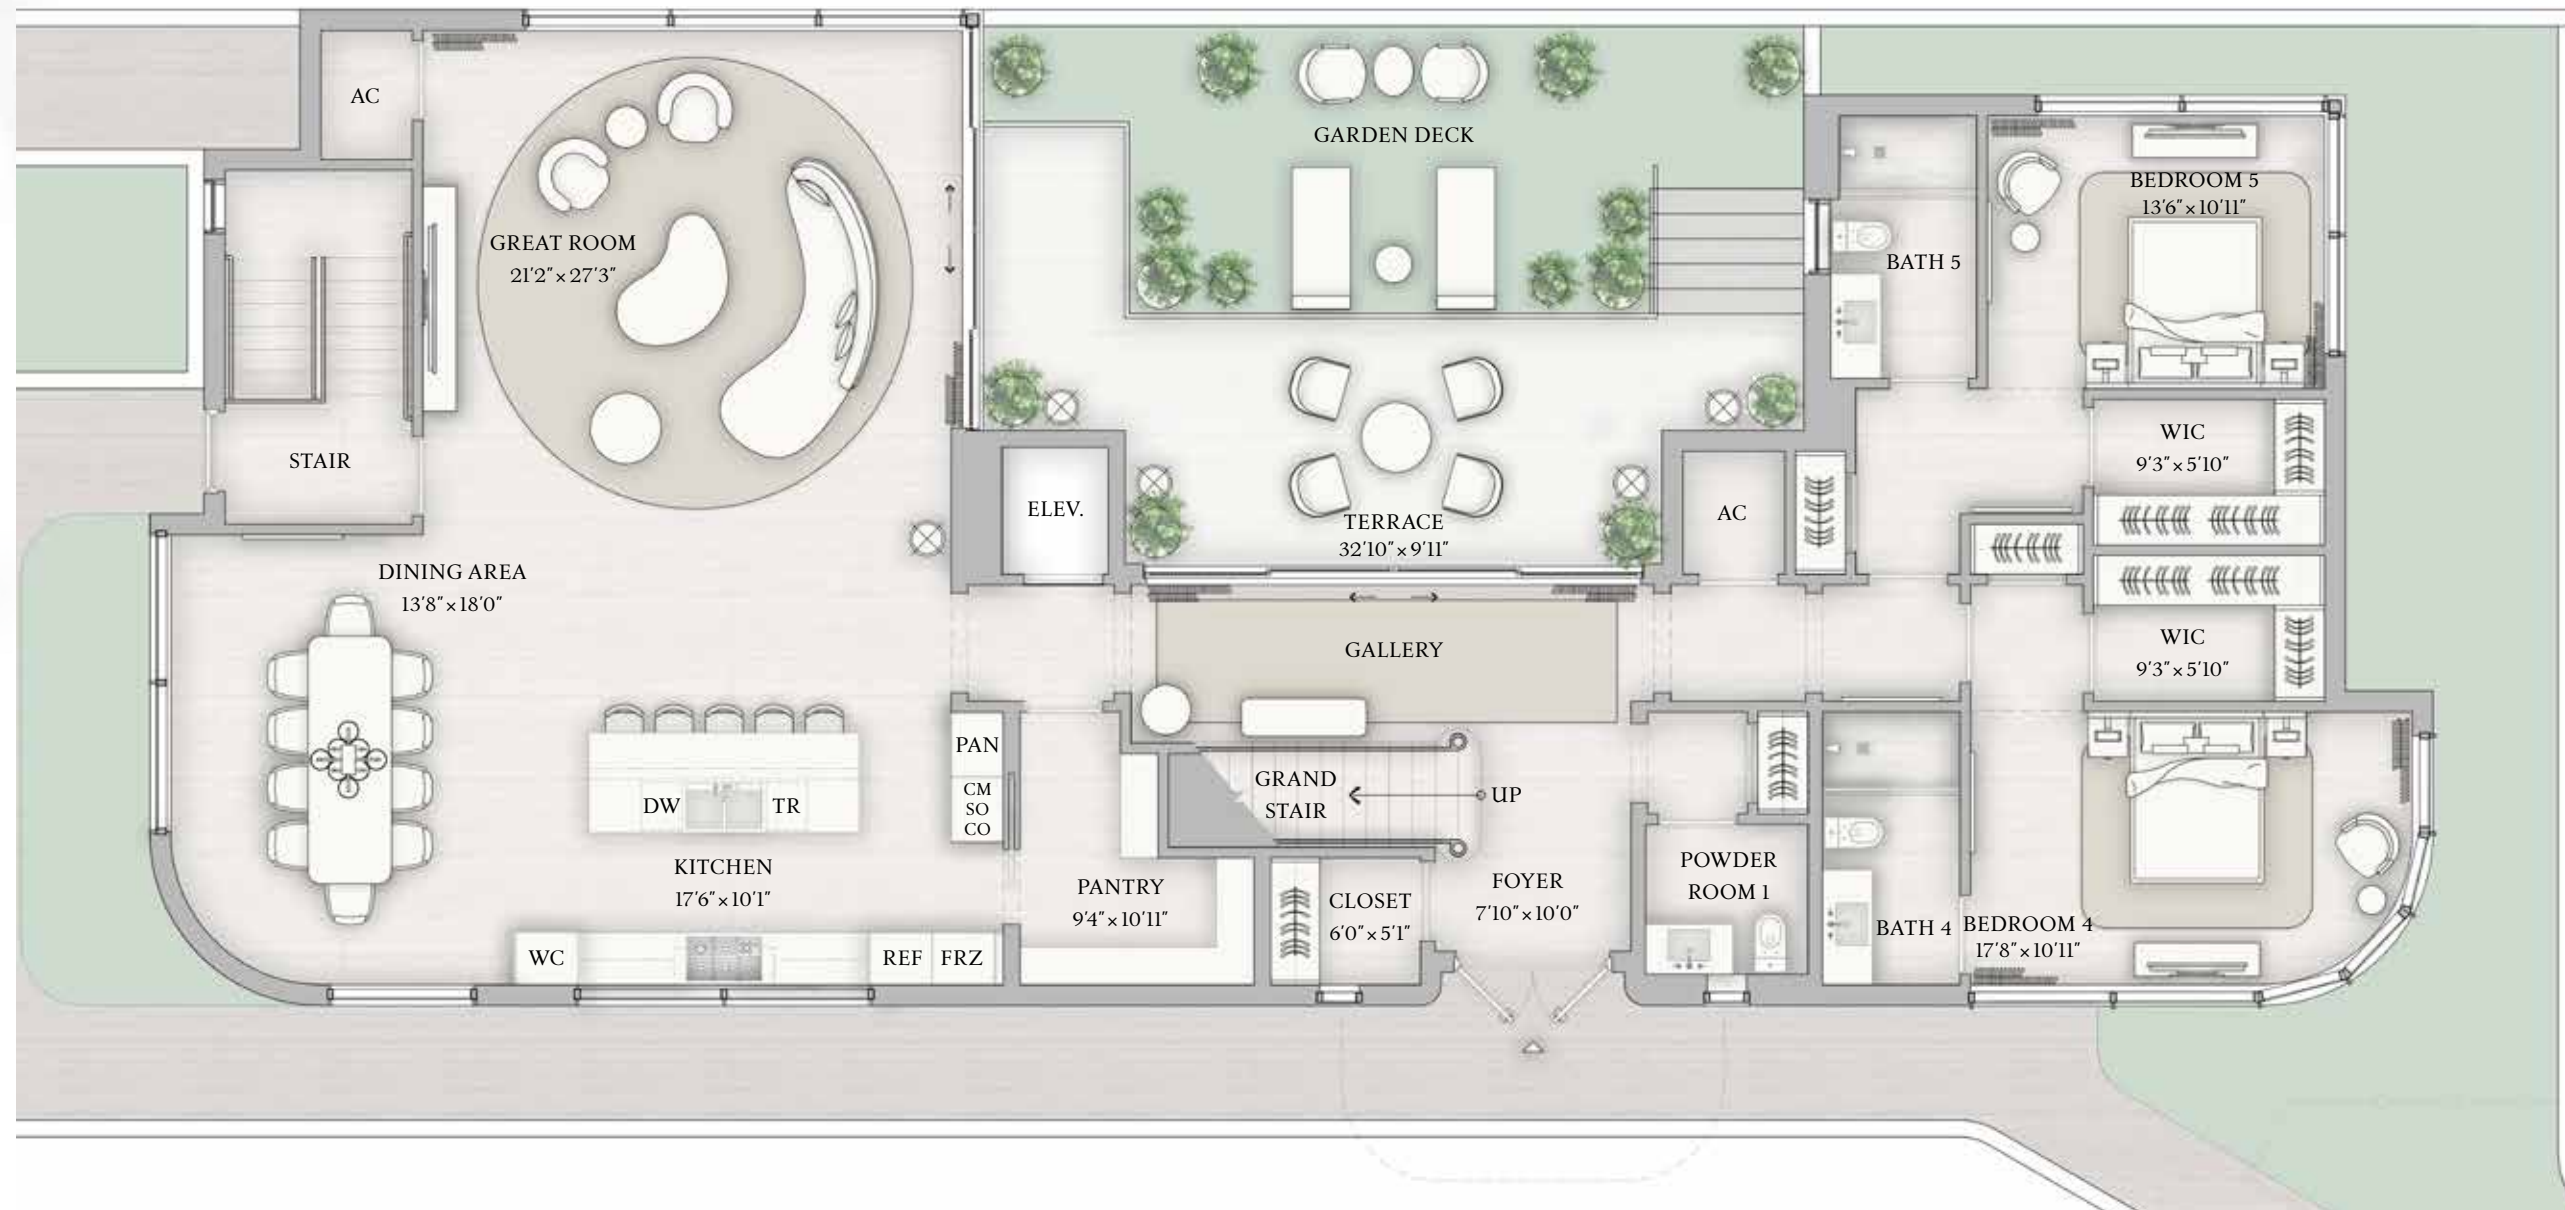 AC
GREAT ROOM
21'2" × 27'3"
STAIR
DINING AREA
13'8" × 18'0"
KITCHEN
17'6" × 10'1"
DW
TR
WC
REF
FRZ
PAN
CM
SO
CO
PANTRY
9'4" × 10'11"
ELEV.
GARDEN DECK
TERRACE
32'10" × 9'11"
GALLERY
GRAND
STAIR
UP
CLOSET
6'0" × 5'1"
FOYER
7'10" × 10'0"
POWDER
ROOM 1
AC
BATH 5
BEDROOM 5
13'6" × 10'11"
WIC
9'3" × 5'10"
WIC
9'3" × 5'10"
BATH 4
BEDROOM 4
17'8" × 10'11"